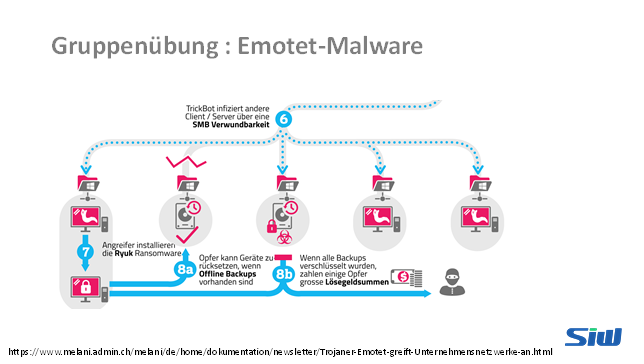 Gruppenübung : Emotet-Malware
TrickBot infiziert andere
Client / Server über eine
SMB Verwundbarkeit
6
7
Angreifer installieren
die Ryuk Ransomware
8a
Opfer kann Geräte zu
rücksetzen, wenn
Offline Backups
vorhanden sind
8b
Wenn alle Backups
verschlüsselt wurden,
zahlen einige Opfer
grosse Lösegeldsummen
$
SIW
https://www.melani.admin.ch/melani/de/home/dokumentation/newsletter/Trojaner-Emotet-greift-Unternehmensnetzwerke-an.html